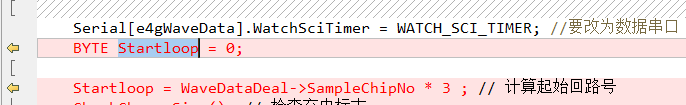 [
Serial[e4gWaveData].WatchSciTimer = WATCH_SCI_TIMER; //要改为数据串口
BYTE Startloop = 0;
[
Startloop = WaveDataDeal->SampleChipNo * 3 ; // 计算起始回路号